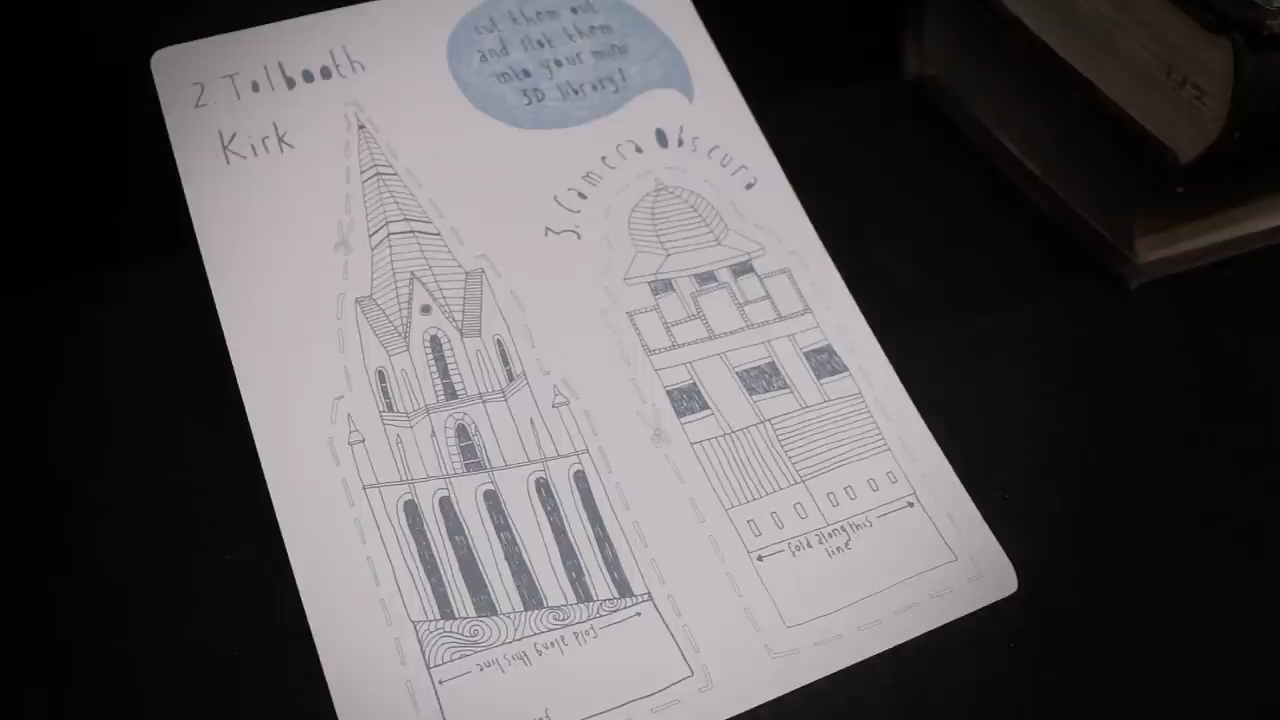 2. Tolbooth
Kirk
cut them out
and slot them
into your mini
3D library!
3. Camera Obscura
fold along this
line
fold along this line